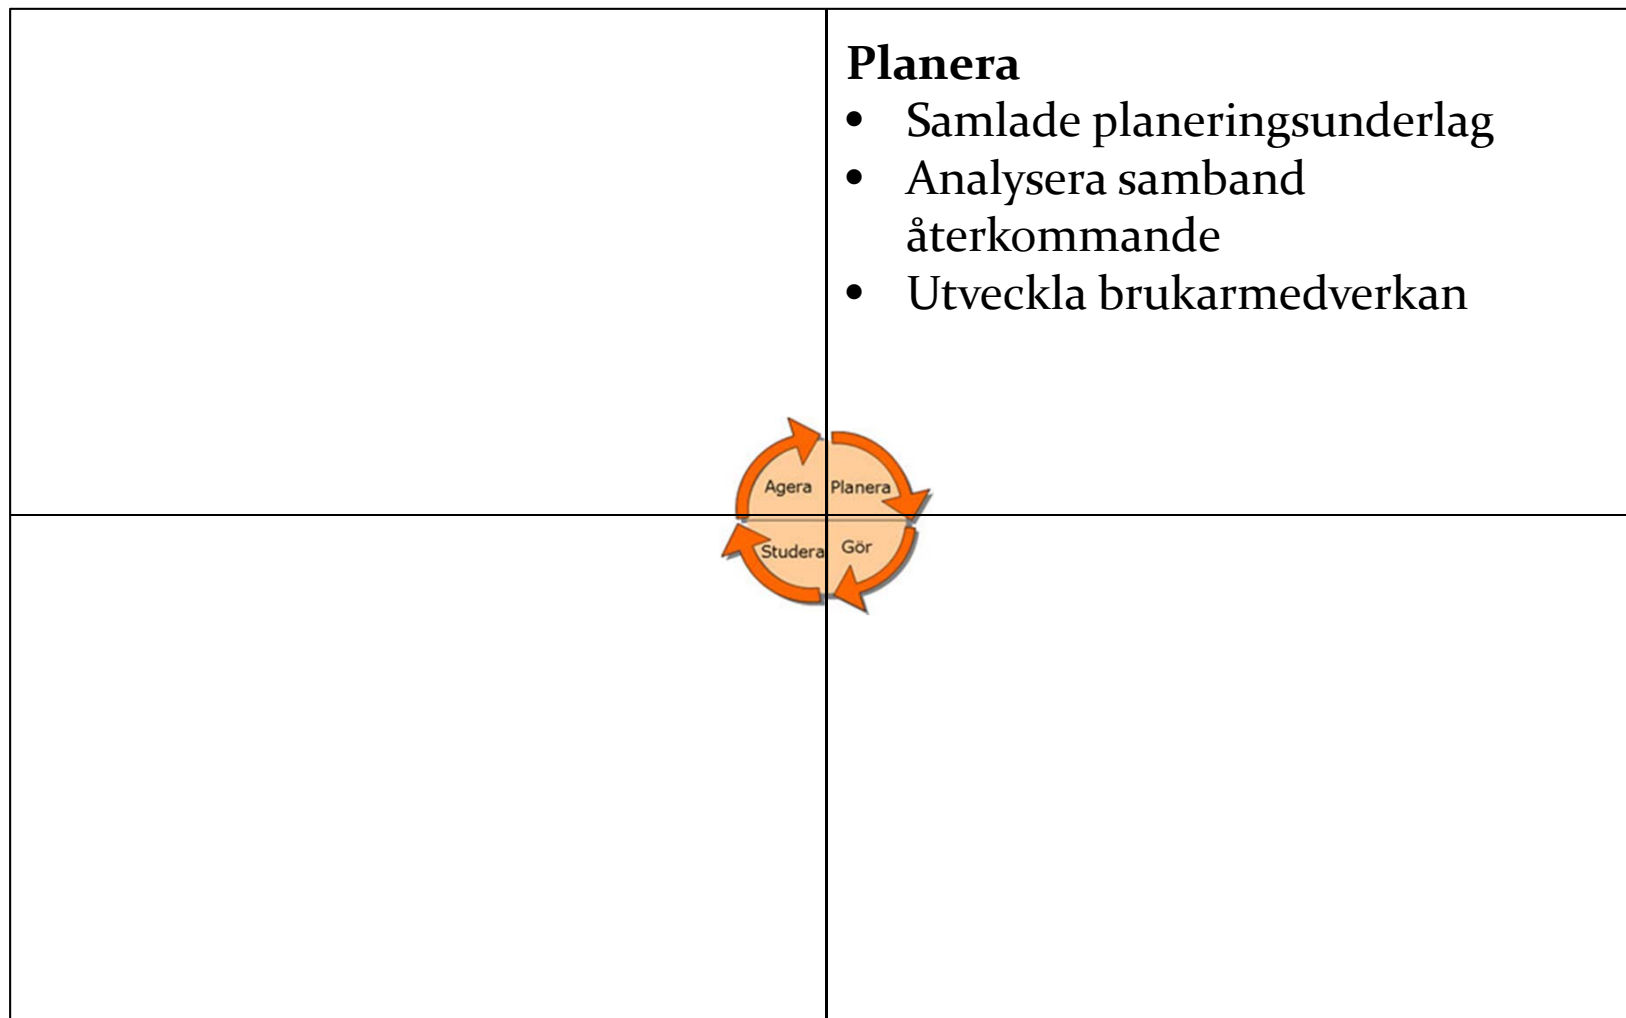 Planera
• Samlade planeringsunderlag
• Analysera samband
återkommande
• Utveckla brukarmedverkan
Agera
Planera
Studera
Gör